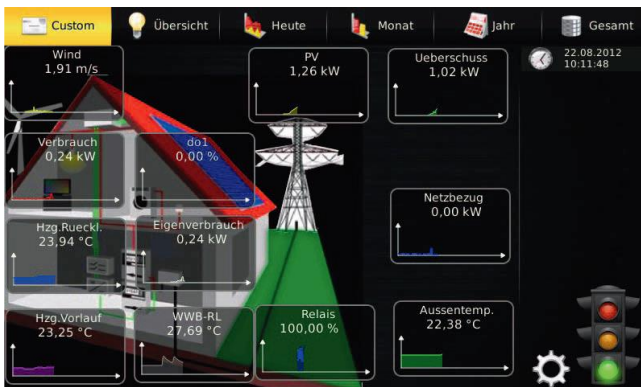 Custom
Übersicht
Heute
Monat
Jahr
Gesamt
Wind
1,91 m/s
PV
1,26 kW
Ueberschuss
1,02 kW
22.08.2012
10:11:48
Verbrauch
0,24 kW
do1
0,00 %
Netzbezug
0,00 kW
Hzg.Rueckl.
23,94 °C
Eigenverbrauch
0,24 kW
Hzg.Vorlauf
23,25 °C
WWB-RL
27,69 °C
Relais
100,00 %
Aussentemp.
22,38 °C